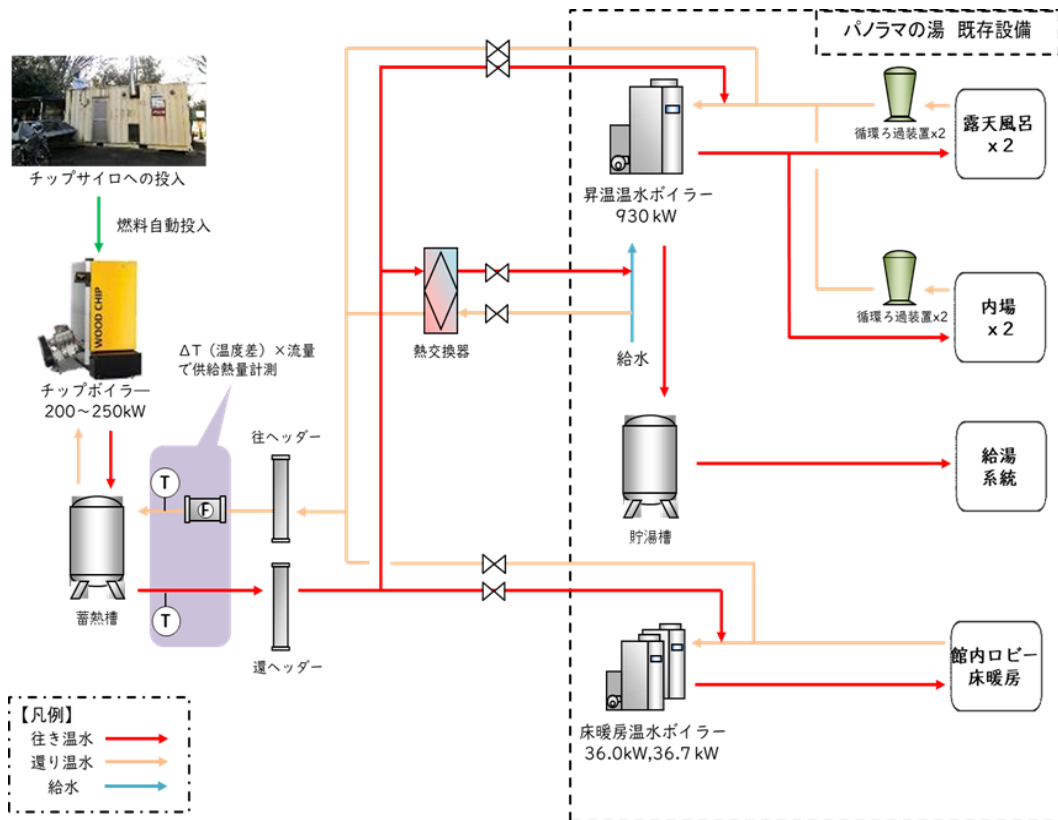 パノラマの湯 既存設備
チップサイロへの投入
燃料自動投入
WOOD CHIP
チップボイラー
200～250kW
ΔT（温度差）×流量
で供給熱量計測
往ヘッダー
T
F
T
蓄熱槽
還ヘッダー
熱交換器
給水
昇温温水ボイラー
930 kW
循環ろ過装置x2
露天風呂
x 2
循環ろ過装置x2
内場
x 2
貯湯槽
給湯
系統
床暖房温水ボイラー
36.0kW,36.7 kW
館内ロビー
床暖房
【凡例】
往き温水
還り温水
給水